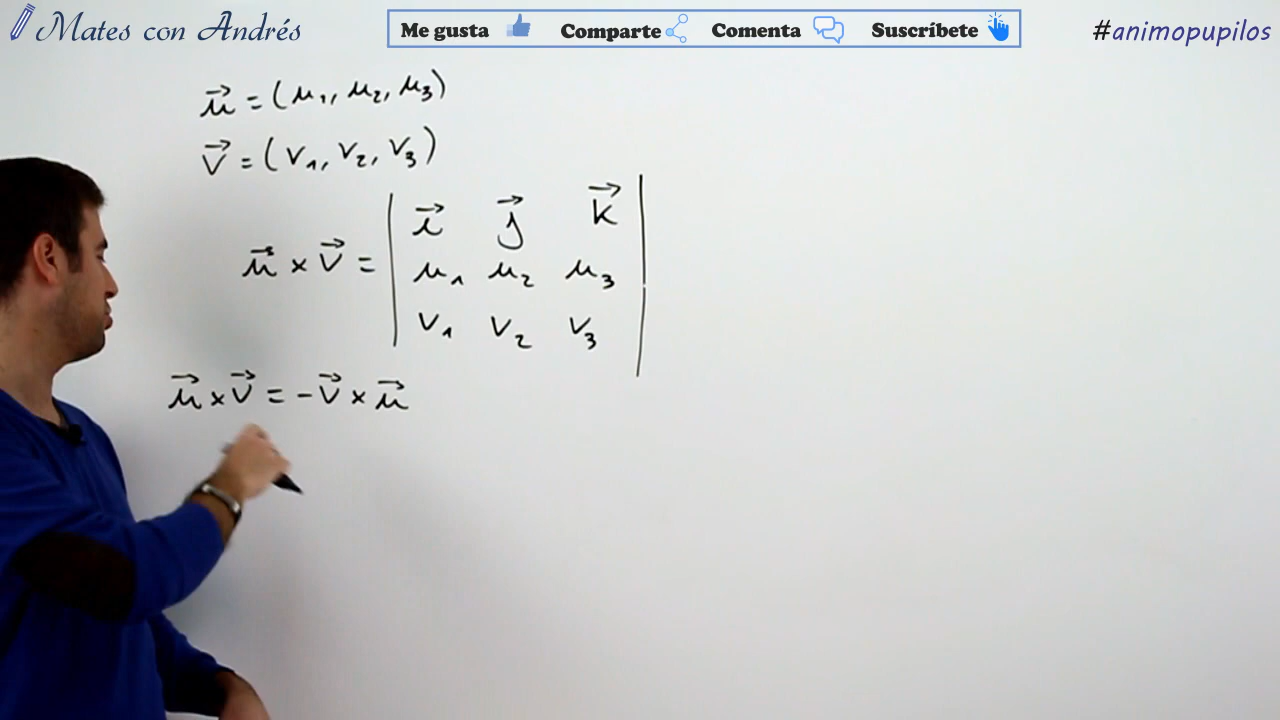 Mates con Andrés
Me gusta Comparte Comenta Suscríbete
#animopupilos
u⃗ = (u₁, u₂, u₃)
v⃗ = (v₁, v₂, v₃)
i⃗ j⃗ k⃗
u⃗ × v⃗ = | u₁ u₂ u₃ |
v₁ v₂ v₃
u⃗ × v⃗ = - v⃗ × u⃗